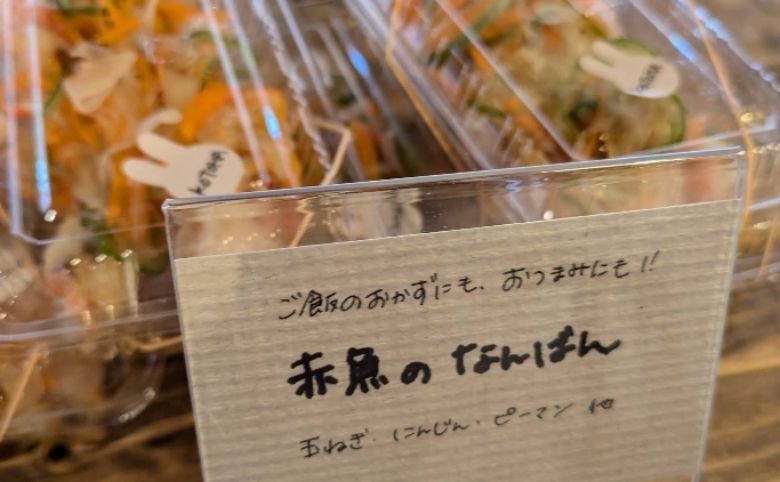 ご飯のおかずにも、おつまみにも!!
赤魚のなんばん
玉ねぎ・にんじん・ピーマン 他